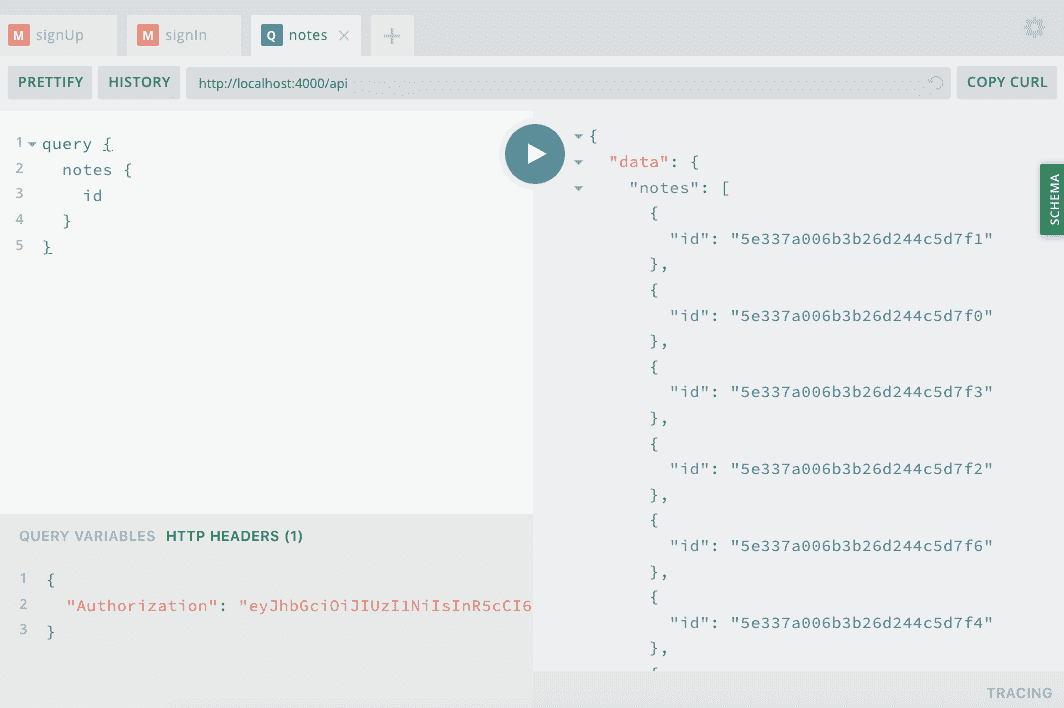 M signUp
M signIn
Q notes
PRETTIFY
HISTORY
http://localhost:4000/api
COPY CURL
1 query {
2 notes {
3 id
4 }
5 }
{
"data": {
"notes": [
{
"id": "5e337a006b3b26d244c5d7f1"
},
{
"id": "5e337a006b3b26d244c5d7f0"
},
{
"id": "5e337a006b3b26d244c5d7f3"
},
{
"id": "5e337a006b3b26d244c5d7f2"
},
{
"id": "5e337a006b3b26d244c5d7f6"
},
{
"id": "5e337a006b3b26d244c5d7f4"
},
SCHEMA
QUERY VARIABLES HTTP HEADERS (1)
1 {
2 "Authorization": "eyJhbGciOiJIUzI1NiIsInR5cCI6
3 }
TRACING